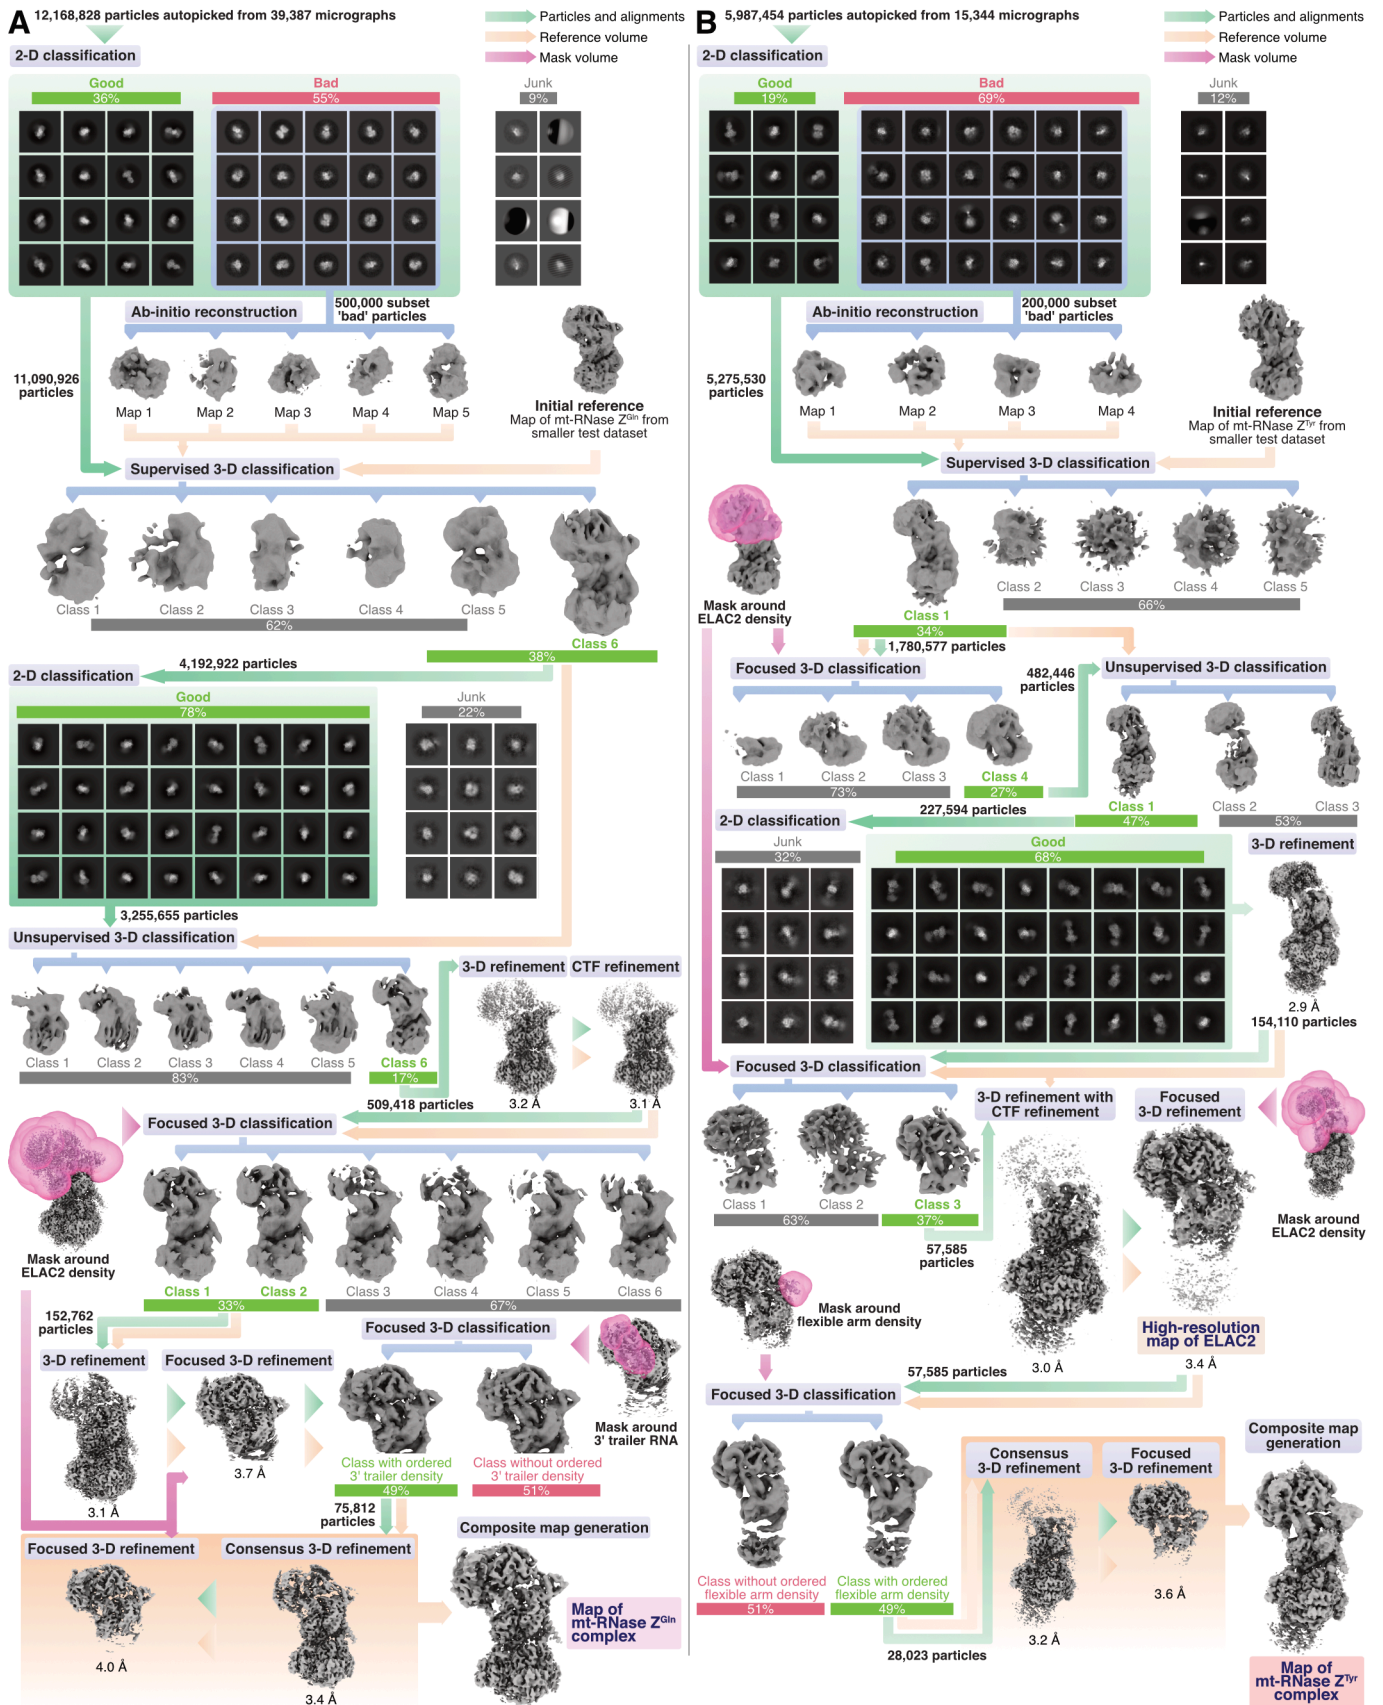 A
12,168,828 particles autopicked from 39,387 micrographs
Particles and alignments
Reference volume
Mask volume
2-D classification
Good
36%
Bad
55%
Junk
9%
Ab-initio reconstruction
500,000 subset
'bad' particles
11,090,926
particles
Map 1
Map 2
Map 3
Map 4
Map 5
Initial reference
Map of mt-RNase Z^Gln from
smaller test dataset
Supervised 3-D classification
Class 1
Class 2
Class 3
Class 4
Class 5
62%
Class 6
38%
4,192,922 particles
2-D classification
Good
78%
Junk
22%
3,255,655 particles
Unsupervised 3-D classification
3-D refinement
CTF refinement
Class 1
Class 2
Class 3
Class 4
Class 5
Class 6
83%
17%
509,418 particles
3.2 Å
3.1 Å
Focused 3-D classification
Mask around
ELAC2 density
Class 1
Class 2
Class 3
Class 4
Class 5
Class 6
33%
67%
152,762
particles
Focused 3-D classification
3-D refinement
Focused 3-D refinement
Mask around
3' trailer RNA
3.7 Å
3.1 Å
Class with ordered
3' trailer density
49%
Class without ordered
3' trailer density
51%
75,812
particles
Focused 3-D refinement
Consensus 3-D refinement
Composite map generation
Map of
mt-RNase Z^Gln
complex
4.0 Å
3.4 Å
B
5,987,454 particles autopicked from 15,344 micrographs
Particles and alignments
Reference volume
Mask volume
2-D classification
Good
19%
Bad
69%
Junk
12%
Ab-initio reconstruction
200,000 subset
'bad' particles
5,275,530
particles
Map 1
Map 2
Map 3
Map 4
Initial reference
Map of mt-RNase Z^Tyr from
smaller test dataset
Supervised 3-D classification
Mask around
ELAC2 density
Class 1
34%
Class 2
Class 3
Class 4
Class 5
66%
1,780,577 particles
Focused 3-D classification
482,446
particles
Unsupervised 3-D classification
Class 1
Class 2
Class 3
Class 4
73%
27%
Class 1
Class 2
Class 3
47%
53%
227,594 particles
2-D classification
Junk
32%
Good
68%
3-D refinement
2.9 Å
154,110 particles
Focused 3-D classification
3-D refinement with
CTF refinement
Focused
3-D refinement
Class 1
Class 2
Class 3
63%
37%
57,585
particles
Mask around
ELAC2 density
Mask around
flexible arm density
High-resolution
map of ELAC2
3.0 Å
3.4 Å
57,585 particles
Focused 3-D classification
Consensus
3-D refinement
Focused
3-D refinement
Composite map
generation
Class without ordered
flexible arm density
51%
Class with ordered
flexible arm density
49%
28,023 particles
3.2 Å
3.6 Å
Map of
mt-RNase Z^Tyr
complex